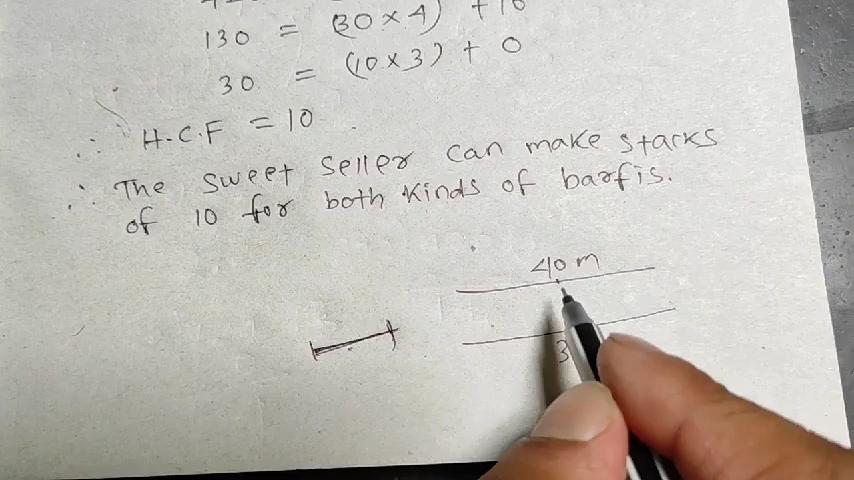 130 = (30 × 4) + 10
30 = (10 × 3) + 0
∴ H.C.F = 10
∴ The sweet seller can make stacks
of 10 for both kinds of barfis.
40 m
3